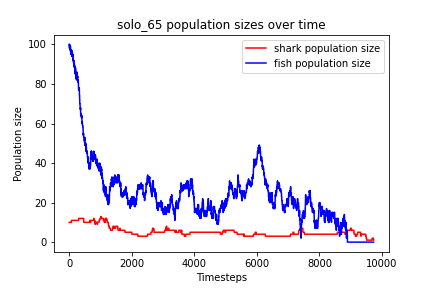 solo_65 population sizes over time
shark population size
fish population size
Population size
100
80
60
40
20
0
0 2000 4000 6000 8000 10000
Timesteps